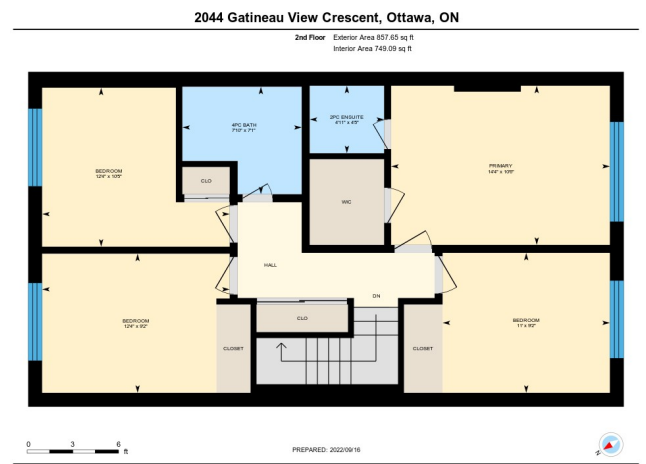 2044 Gatineau View Crescent, Ottawa, ON
2nd Floor Exterior Area 857.65 sq ft
Interior Area 749.09 sq ft
4PC BATH
7'10" x 7'1"
2PC ENSUITE
4'11" x 4'5"
BEDROOM
12'4" x 10'5"
PRIMARY
14'4" x 10'6"
CLO
WIC
HALL
DN
BEDROOM
12'4" x 9'2"
CLO
BEDROOM
11' x 9'2"
CLOSET
CLOSET
0 3 6
ft
PREPARED: 2022/09/16
N